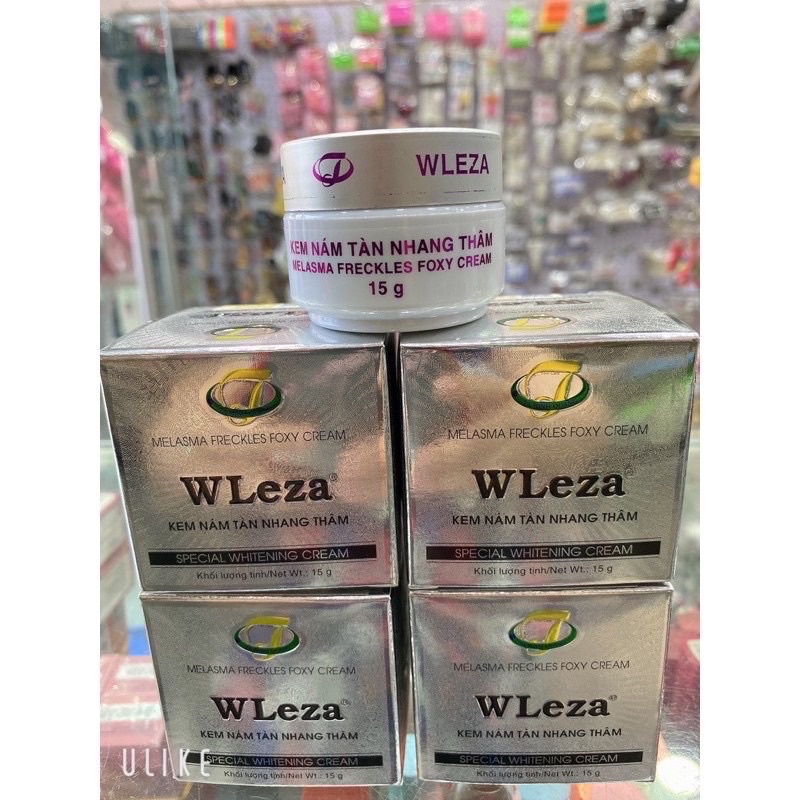 WLEZA
KEM NÁM TÀN NHANG THÂM
MELASMA FRECKLES FOXY CREAM
15 g
MELASMA FRECKLES FOXY CREAM
WLeza®
KEM NÁM TÀN NHANG THÂM
SPECIAL WHITENING CREAM
Khối lượng tịnh/Net Wt.: 15 g
MELASMA FRECKLES FOXY CREAM
WLeza®
KEM NÁM TÀN NHANG THÂM
SPECIAL WHITENING CREAM
Khối lượng tịnh/Net Wt.: 15 g
MELASMA FRECKLES FOXY CREAM
WLeza®
KEM NÁM TÀN NHANG THÂM
SPECIAL WHITENING CREAM
Khối lượng tịnh/Net Wt.: 15 g
MELASMA FRECKLES FOXY CREAM
WLeza®
KEM NÁM TÀN NHANG THÂM
SPECIAL WHITENING CREAM
Khối lượng tịnh/Net Wt.: 15 g
ULIKE